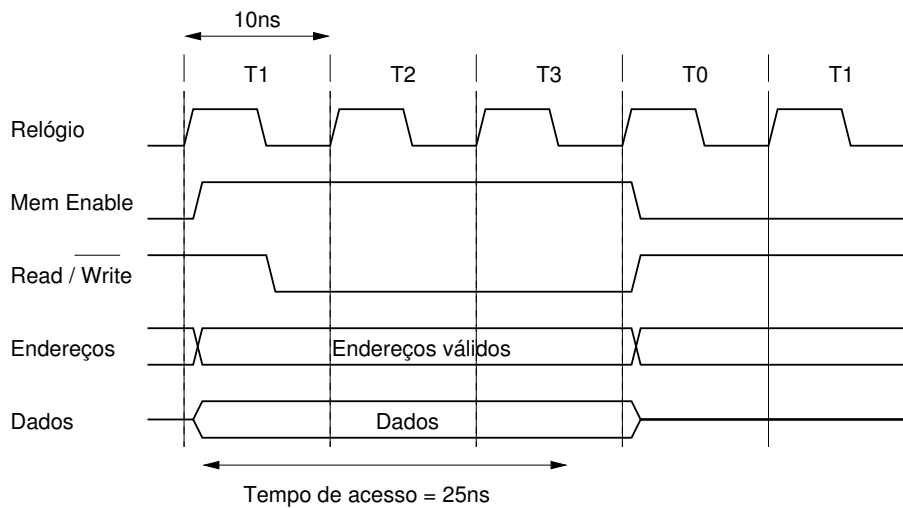 10ns
T1 T2 T3 T0 T1
Relógio
Mem Enable
Read / Write
Endereços Endereços válidos
Dados Dados
Tempo de acesso = 25ns